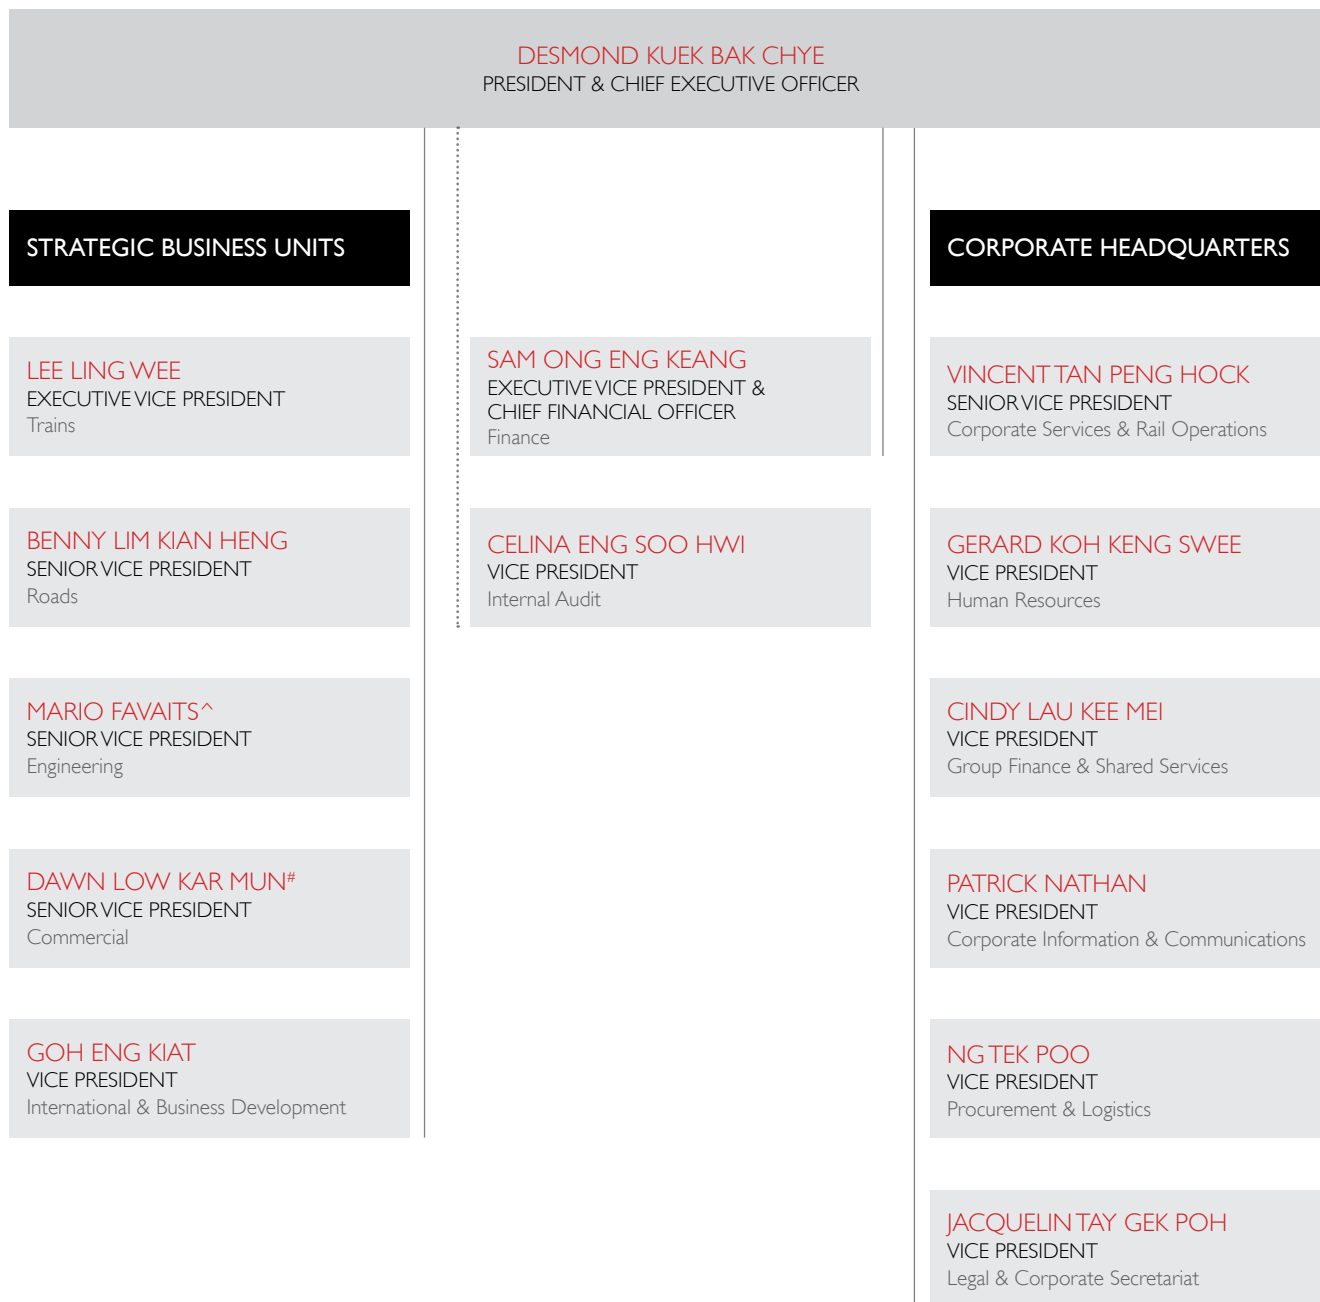 DESMOND KUEK BAK CHYE
PRESIDENT & CHIEF EXECUTIVE OFFICER
STRATEGIC BUSINESS UNITS
LEE LING WEE
EXECUTIVE VICE PRESIDENT
Trains
BENNY LIM KIAN HENG
SENIOR VICE PRESIDENT
Roads
MARIO FAVAITS^
SENIOR VICE PRESIDENT
Engineering
DAWN LOW KAR MUN#
SENIOR VICE PRESIDENT
Commercial
GOH ENG KIAT
VICE PRESIDENT
International & Business Development
SAM ONG ENG KEANG
EXECUTIVE VICE PRESIDENT &
CHIEF FINANCIAL OFFICER
Finance
CELINA ENG SOO HWI
VICE PRESIDENT
Internal Audit
CORPORATE HEADQUARTERS
VINCENT TAN PENG HOCK
SENIOR VICE PRESIDENT
Corporate Services & Rail Operations
GERARD KOH KENG SWEE
VICE PRESIDENT
Human Resources
CINDY LAU KEE MEI
VICE PRESIDENT
Group Finance & Shared Services
PATRICK NATHAN
VICE PRESIDENT
Corporate Information & Communications
NG TEK POO
VICE PRESIDENT
Procurement & Logistics
JACQUELIN TAY GEK POH
VICE PRESIDENT
Legal & Corporate Secretariat